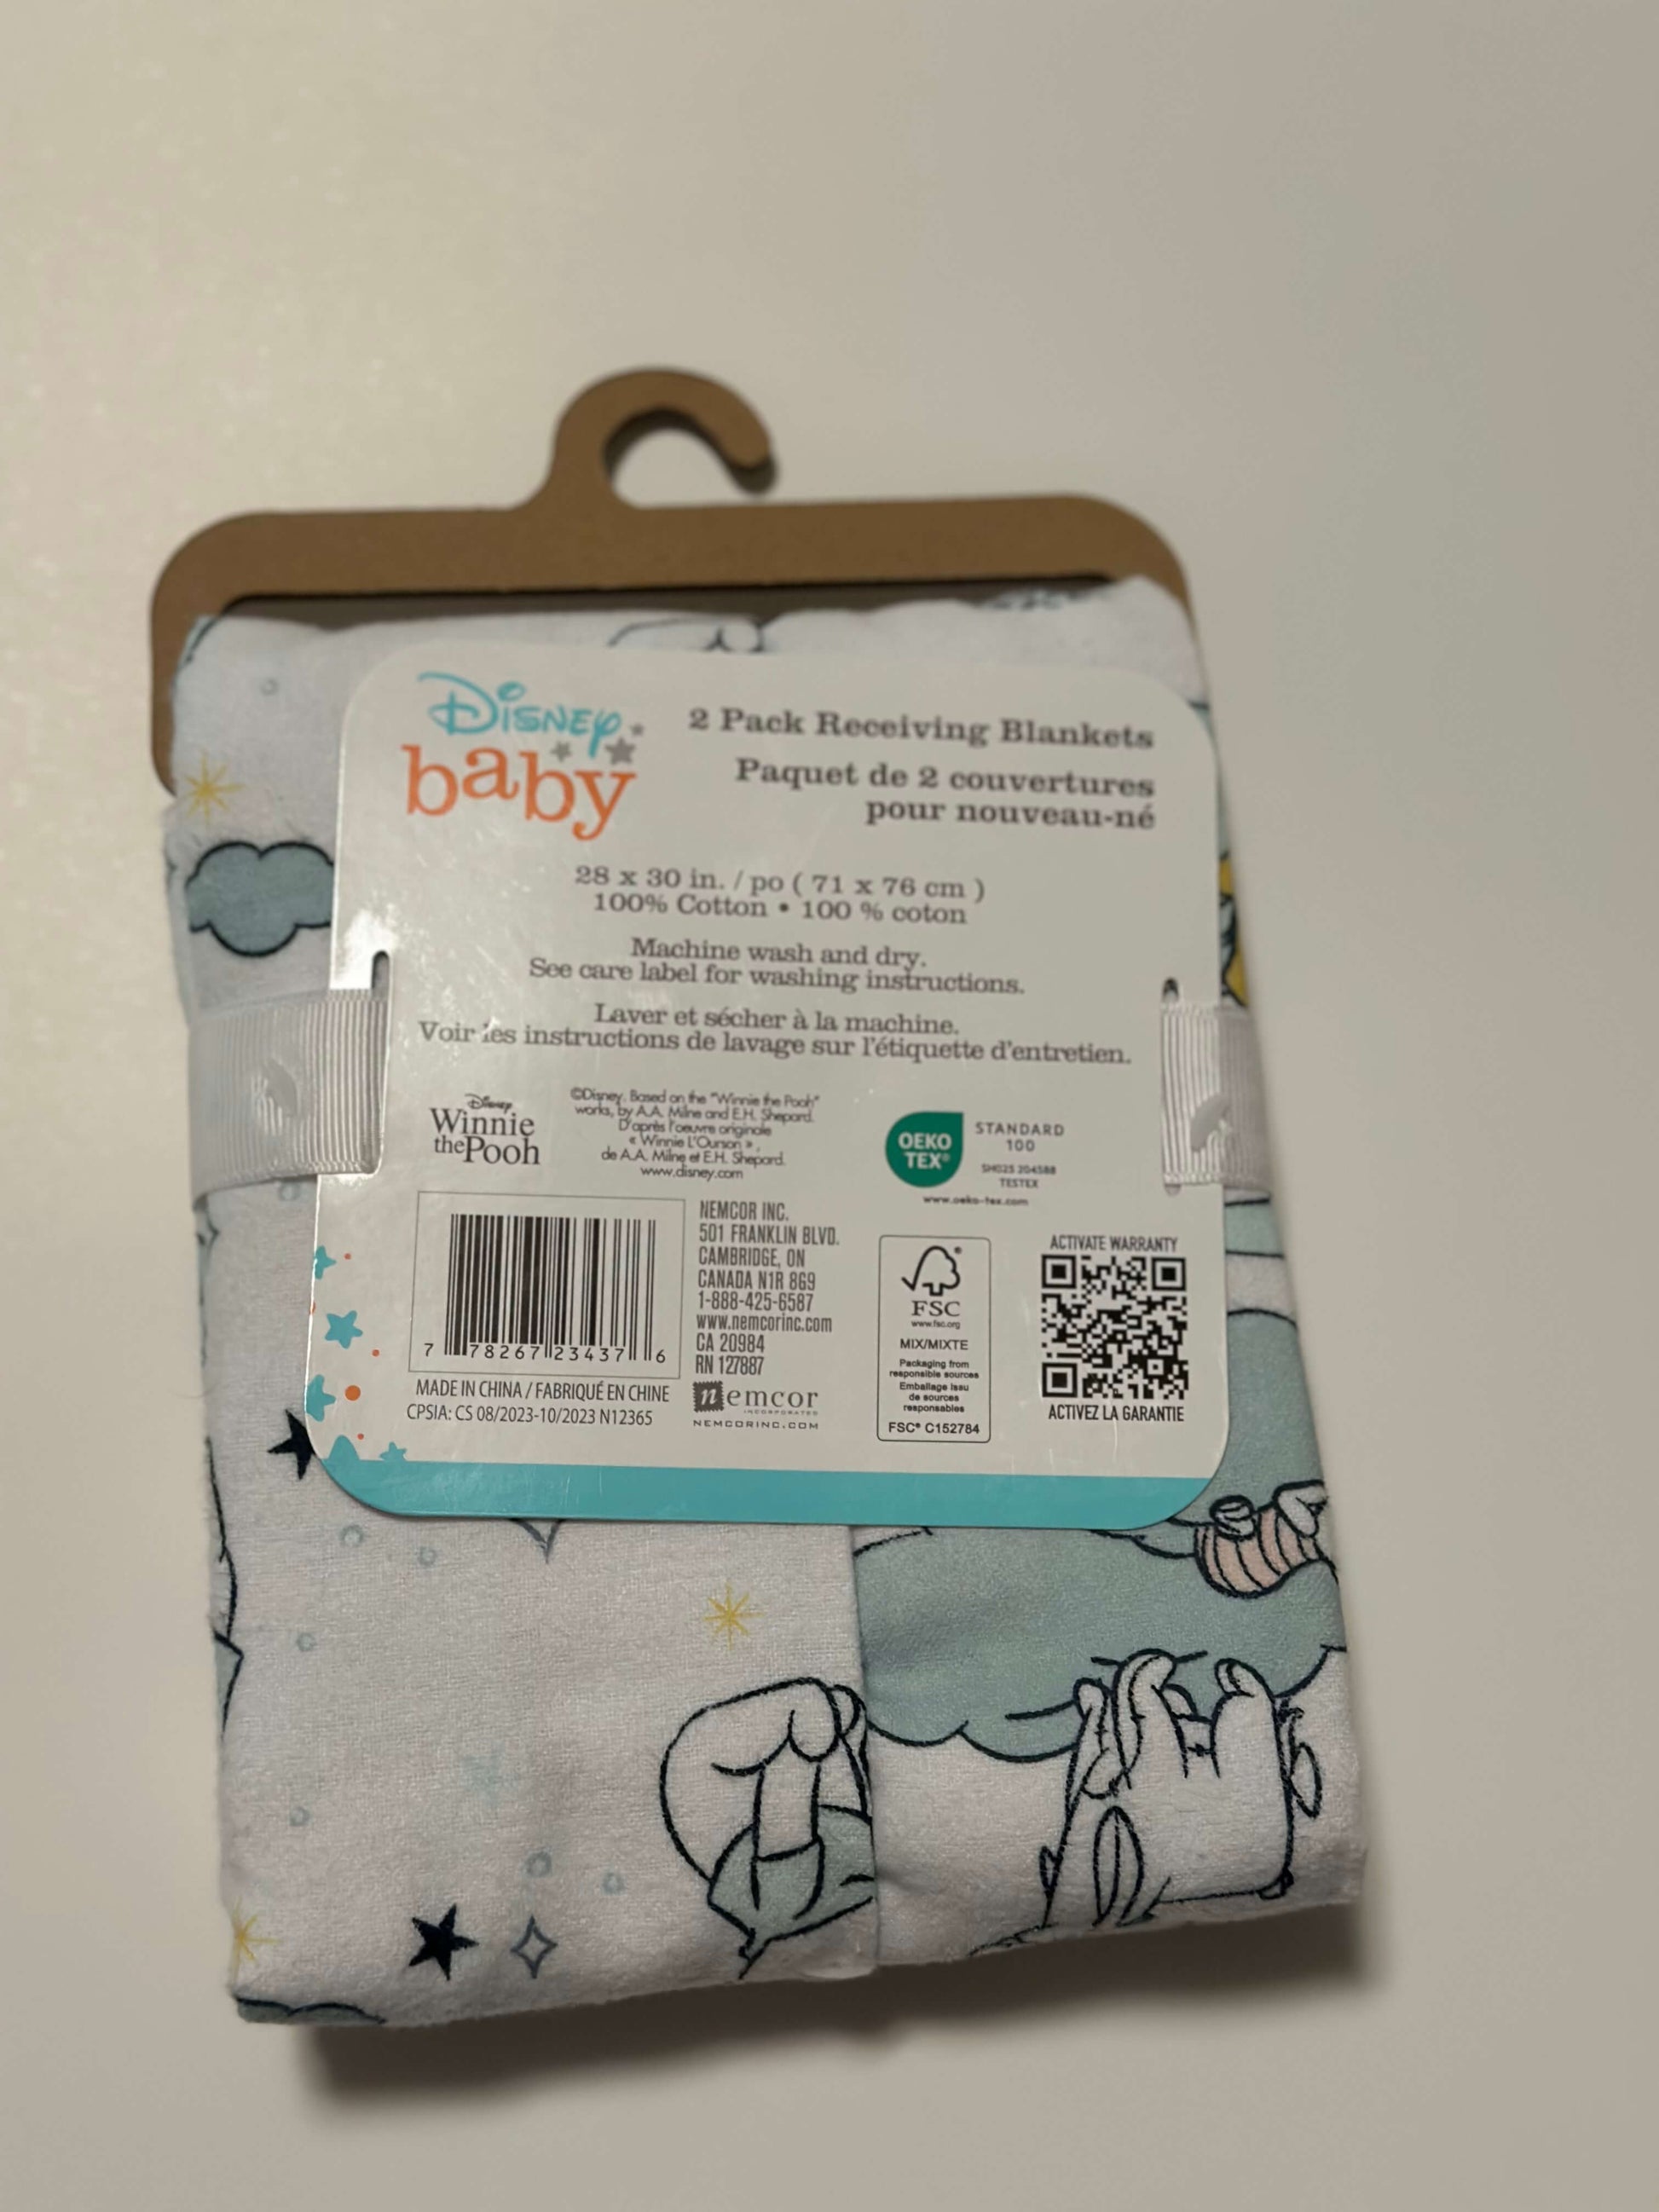 Disney
baby
2 Pack Receiving Blankets
Paquet de 2 couvertures
pour nouveau-né
28 x 30 in. / po ( 71 x 76 cm )
100% Cotton • 100 % coton
Machine wash and dry.
See care label for washing instructions.
Laver et sécher à la machine.
Voir les instructions de lavage sur l'étiquette d'entretien.
Disney
Winnie
the Pooh
©Disney. Based on the "Winnie the Pooh"
works, by A.A. Milne and E.H. Shepard.
D'après l'oeuvre originale
« Winnie L'Ourson »,
de A.A. Milne et E.H. Shepard.
www.disney.com
OEKO
TEX®
STANDARD
100
SH025 204588
TESTEX
www.oeko-tex.com
7 78267 23437 6
MADE IN CHINA / FABRIQUÉ EN CHINE
CPSIA: CS 08/2023-10/2023 N12365
NEMCOR INC.
501 FRANKLIN BLVD.
CAMBRIDGE, ON
CANADA N1R 8G9
1-888-425-6587
www.nemcorinc.com
CA 20984
RN 127887
nemcor
INCORPORATED
NEMCORINC.COM
FSC
www.fsc.org
MIX/MIXTE
Packaging from
responsible sources
Emballage issu
de sources
responsables
FSC® C152784
ACTIVATE WARRANTY
ACTIVEZ LA GARANTIE